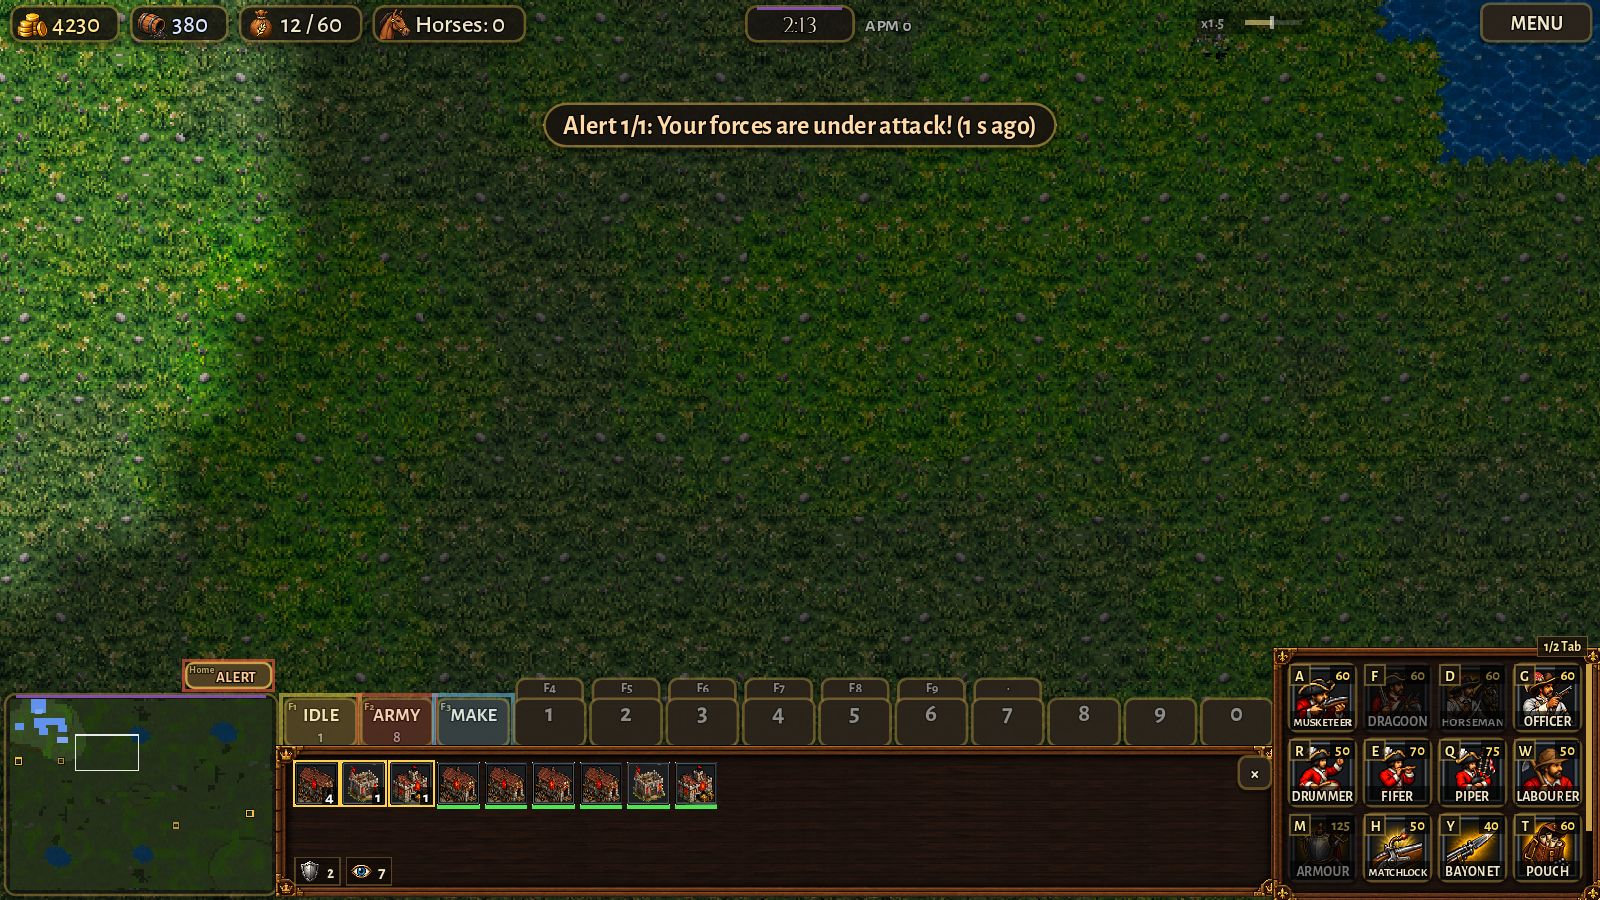 4230
380
12 / 60
Horses: 0
2:13
APM 0
x1.5
MENU
Alert 1/1: Your forces are under attack! (1 s ago)
Home ALERT
F1 IDLE 1
F2 ARMY 8
F3 MAKE
F4 1
F5 2
F6 3
F7 4
F8 5
F9 6
. 7
8
9
0
4
1
1
×
2
7
1/2 Tab
A 60 MUSKETEER
F 60 DRAGOON
D 60 HORSEMAN
G 60 OFFICER
R 50 DRUMMER
E 70 FIFER
Q 75 PIPER
W 50 LABOURER
M 125 ARMOUR
H 50 MATCHLOCK
Y 40 BAYONET
T 60 POUCH